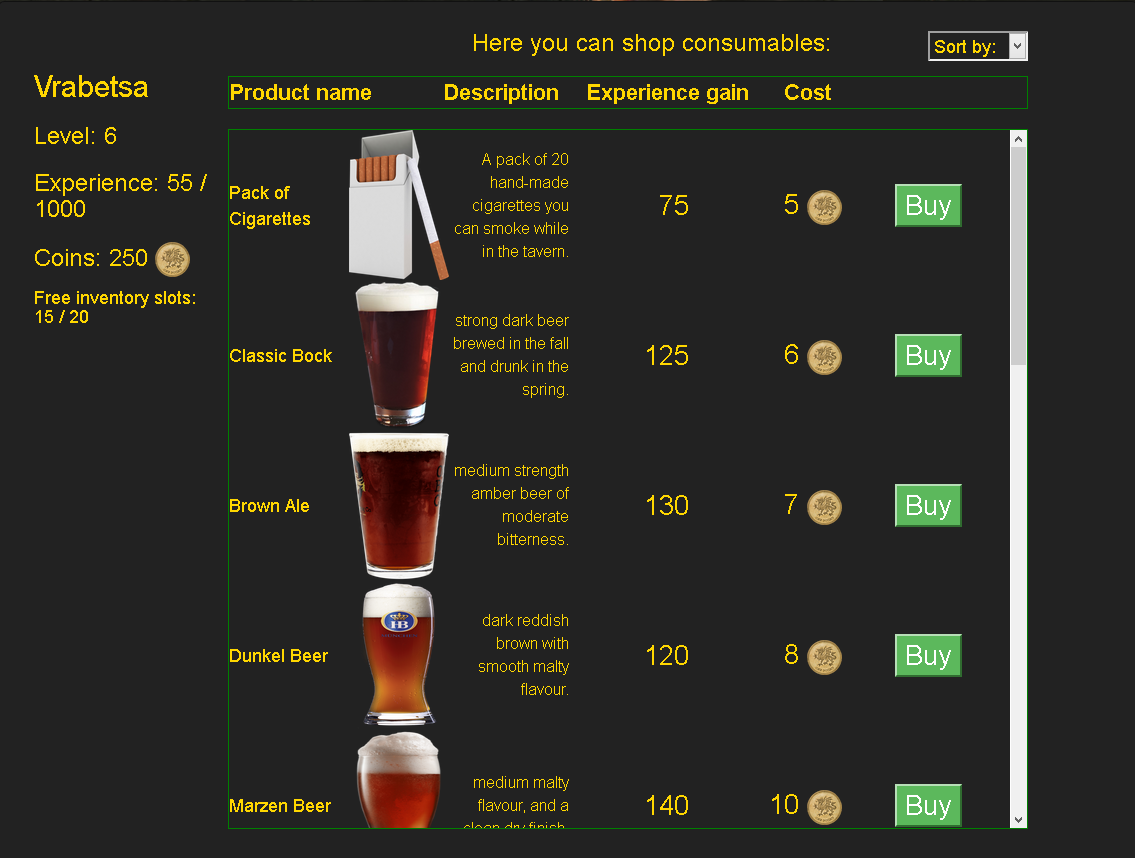 Here you can shop consumables:
Sort by:
Vrabetsa
Level: 6
Experience: 55 /
1000
Coins: 250
Free inventory slots:
15 / 20
Product name Description Experience gain Cost
Pack of
Cigarettes
A pack of 20
hand-made
cigarettes you
can smoke while
in the tavern.
75
5
Buy
Classic Bock
strong dark beer
brewed in the fall
and drunk in the
spring.
125
6
Buy
Brown Ale
medium strength
amber beer of
moderate
bitterness.
130
7
Buy
Dunkel Beer
HB
dark reddish
brown with
smooth malty
flavour.
120
8
Buy
Marzen Beer
medium malty
flavour, and a
clean dry finish.
140
10
Buy